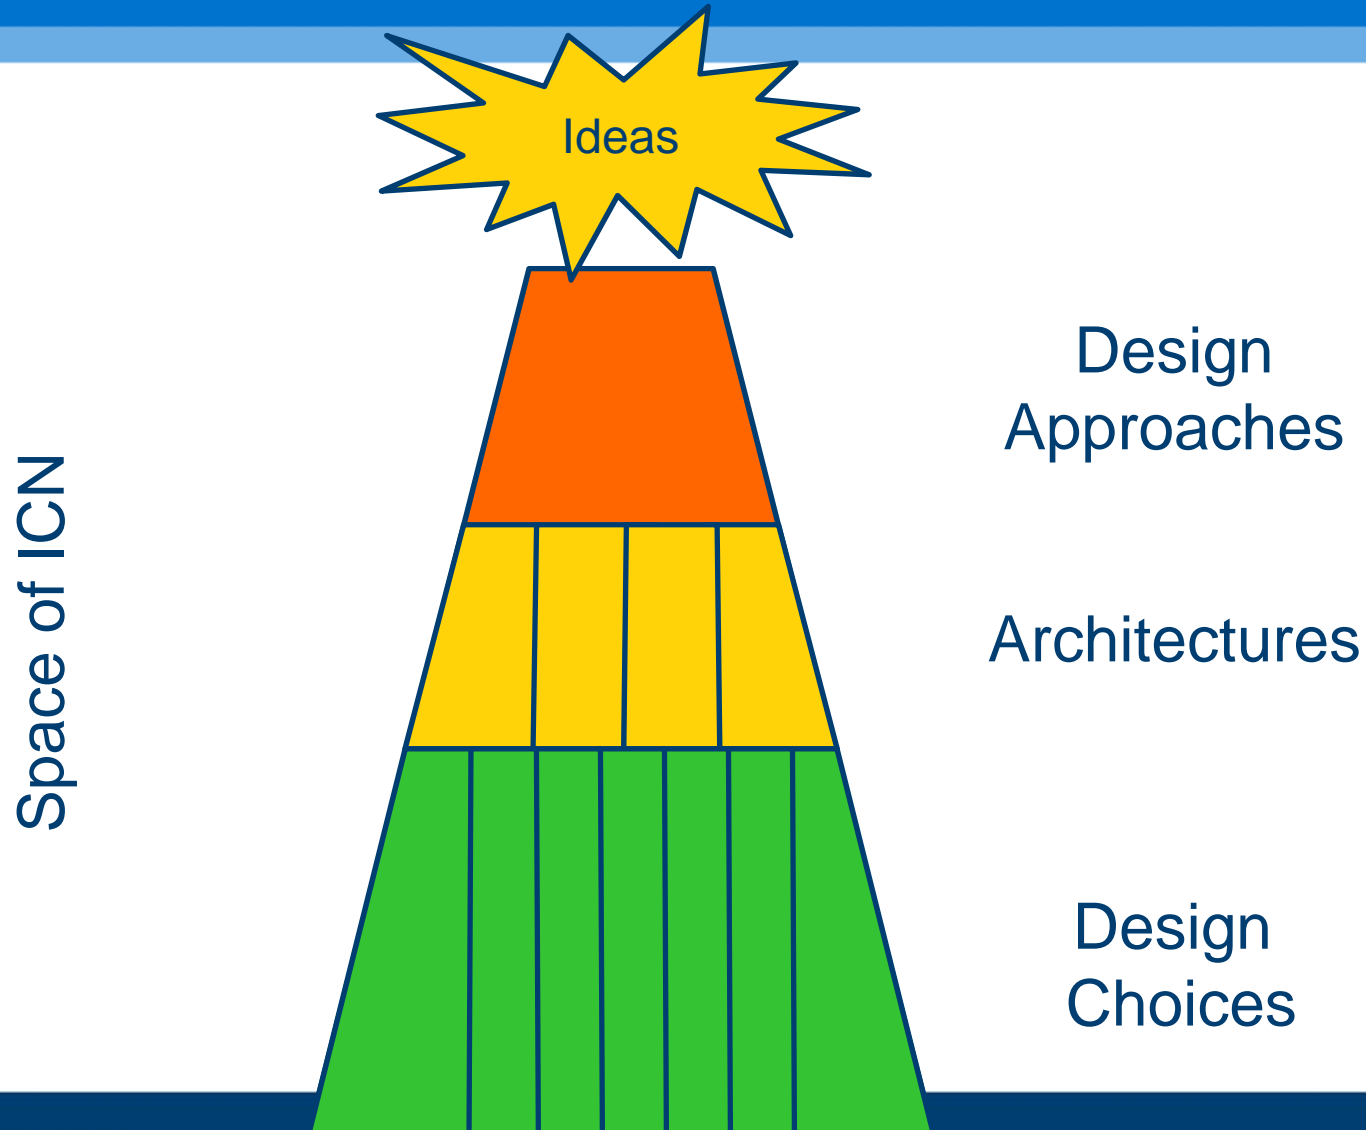 Ideas
Design
Approaches
Space of ICN
Architectures
Design
Choices